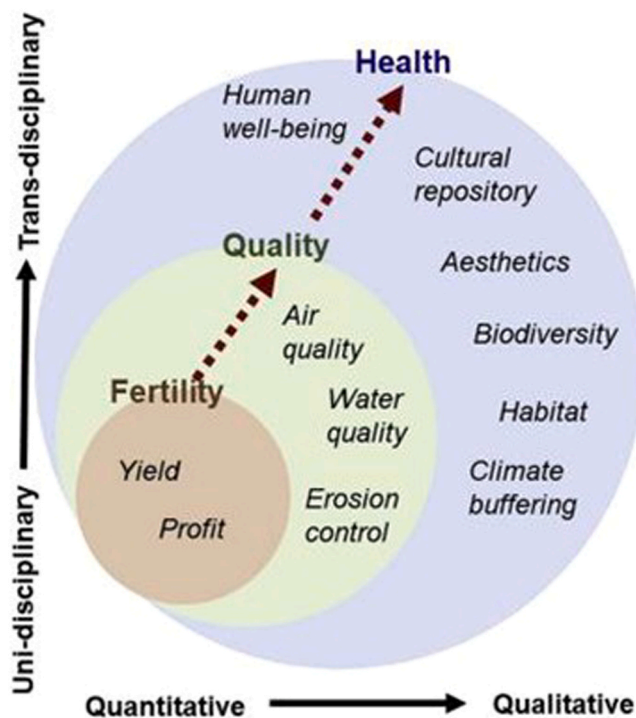 Health
Human
well-being
Cultural
repository
Quality
Aesthetics
Air
quality
Biodiversity
Fertility
Water
quality
Habitat
Yield
Climate
buffering
Erosion
control
Profit
Trans-disciplinary
Uni-disciplinary
Quantitative
Qualitative